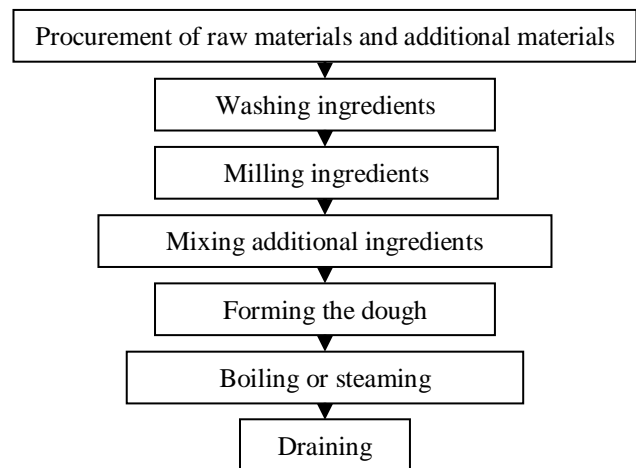 Procurement of raw materials and additional materials
Washing ingredients
Milling ingredients
Mixing additional ingredients
Forming the dough
Boiling or steaming
Draining